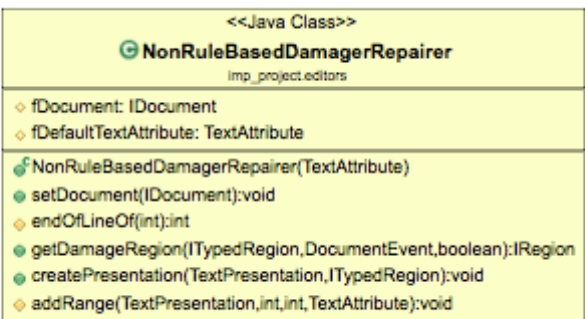 <<Java Class>>
NonRuleBasedDamagerRepairer
imp_project.editors
fDocument: IDocument
fDefaultTextAttribute: TextAttribute
NonRuleBasedDamagerRepairer(TextAttribute)
setDocument(IDocument):void
endOfLineOf(int):int
getDamageRegion(ITypedRegion,DocumentEvent,boolean):IRegion
createPresentation(TextPresentation,ITypedRegion):void
addRange(TextPresentation,int,int,TextAttribute):void